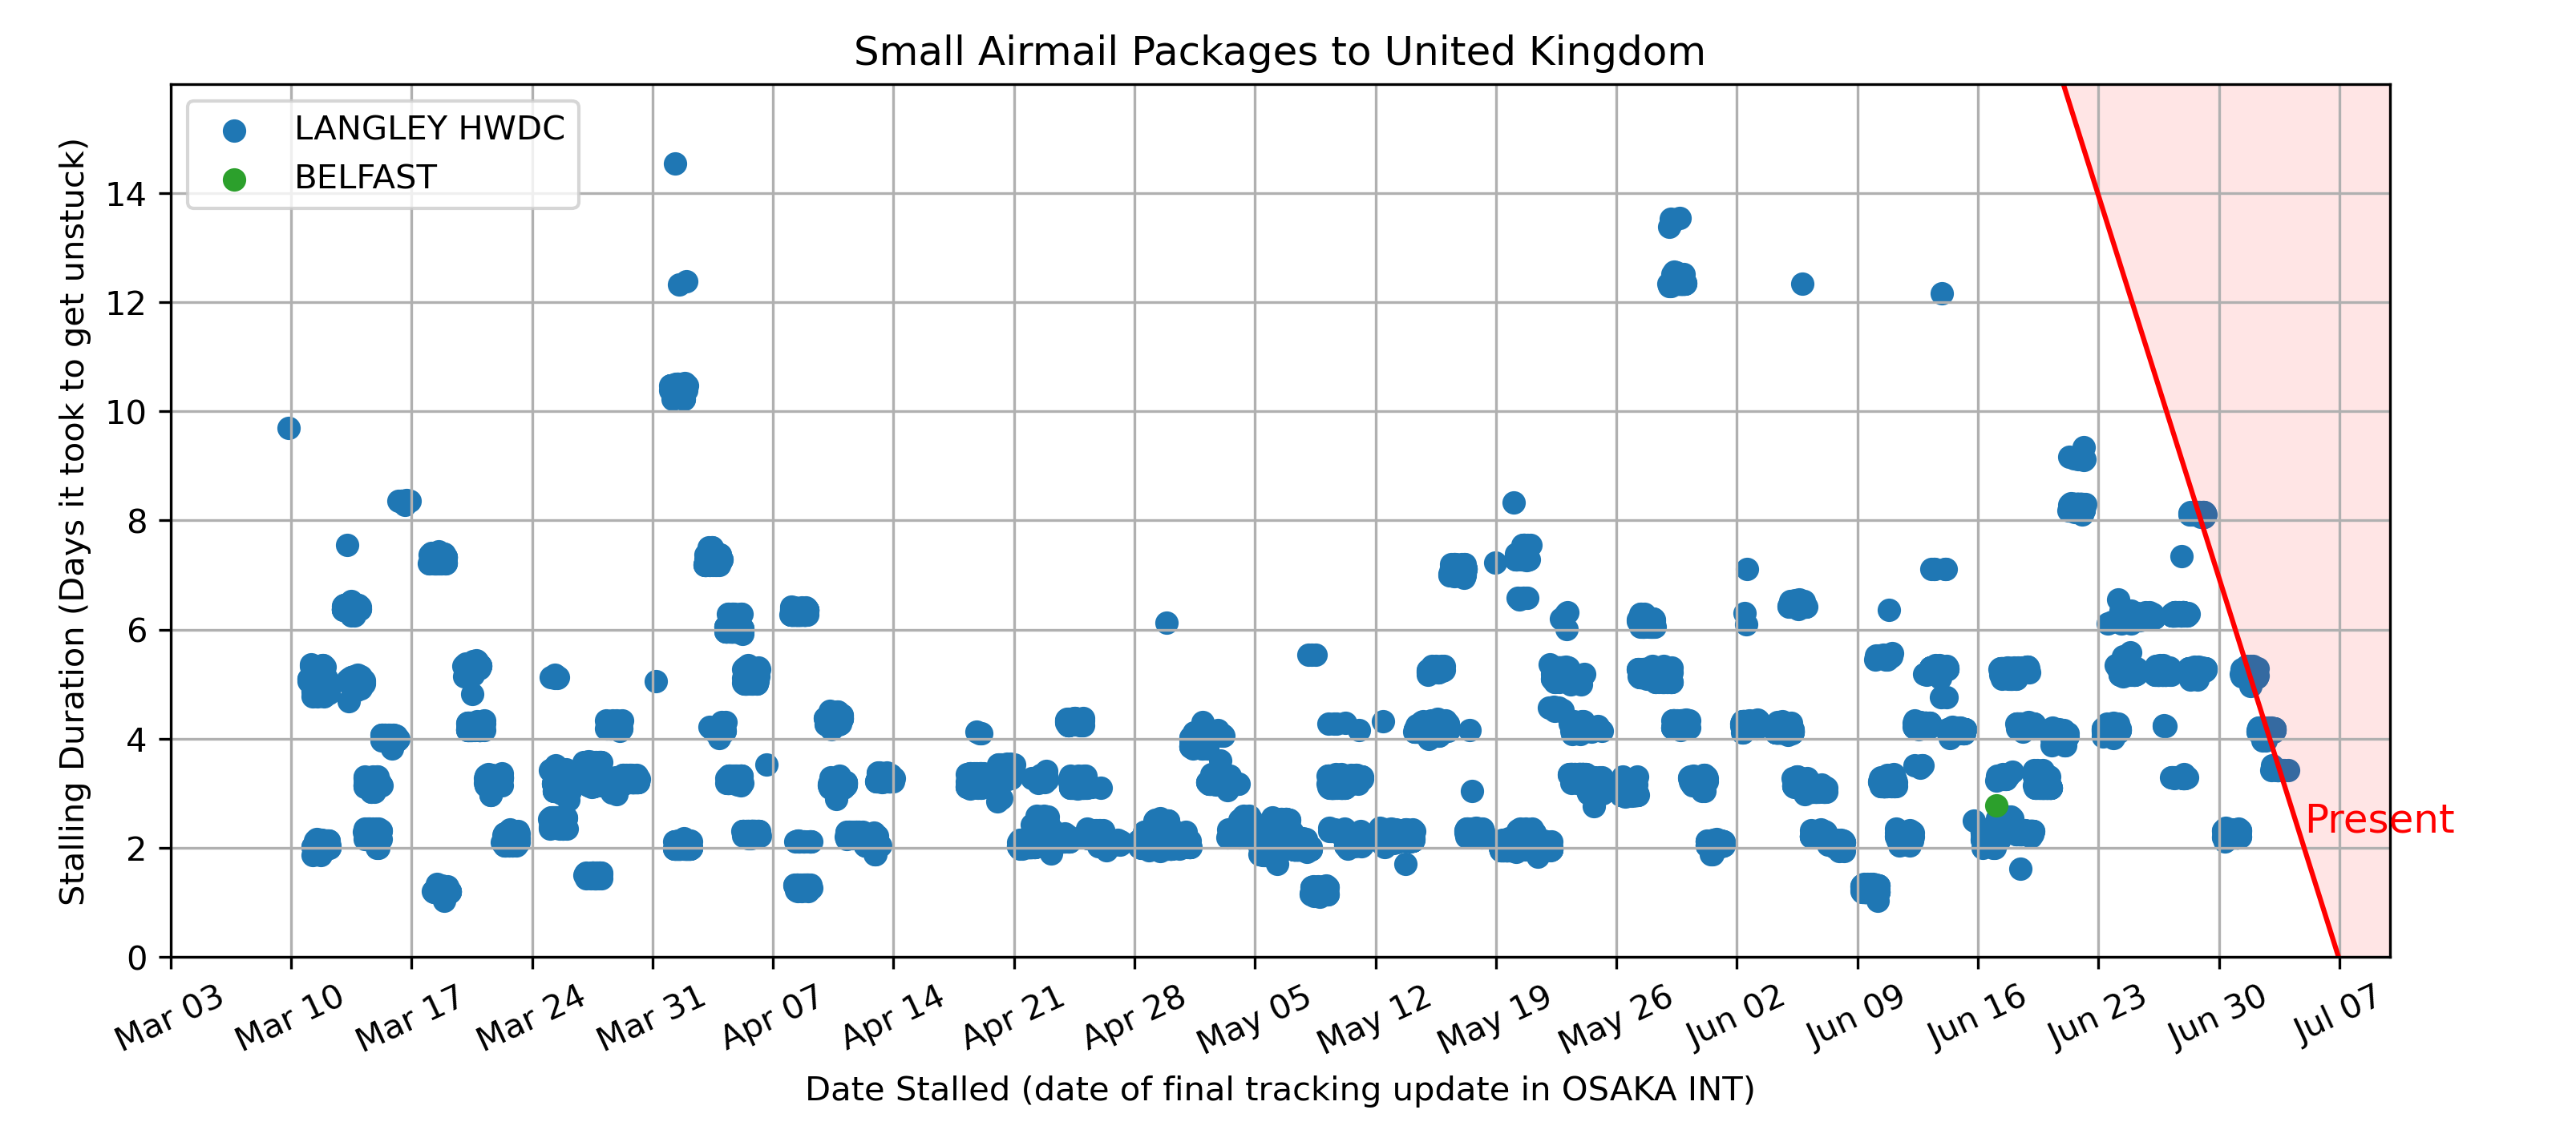 Small Airmail Packages to United Kingdom
LANGLEY HWDC
BELFAST
Stalling Duration (Days it took to get unstuck)
14
12
10
8
6
4
2
0
Present
Mar 03
Mar 10
Mar 17
Mar 24
Mar 31
Apr 07
Apr 14
Apr 21
Apr 28
May 05
May 12
May 19
May 26
Jun 02
Jun 09
Jun 16
Jun 23
Jun 30
Jul 07
Date Stalled (date of final tracking update in OSAKA INT)